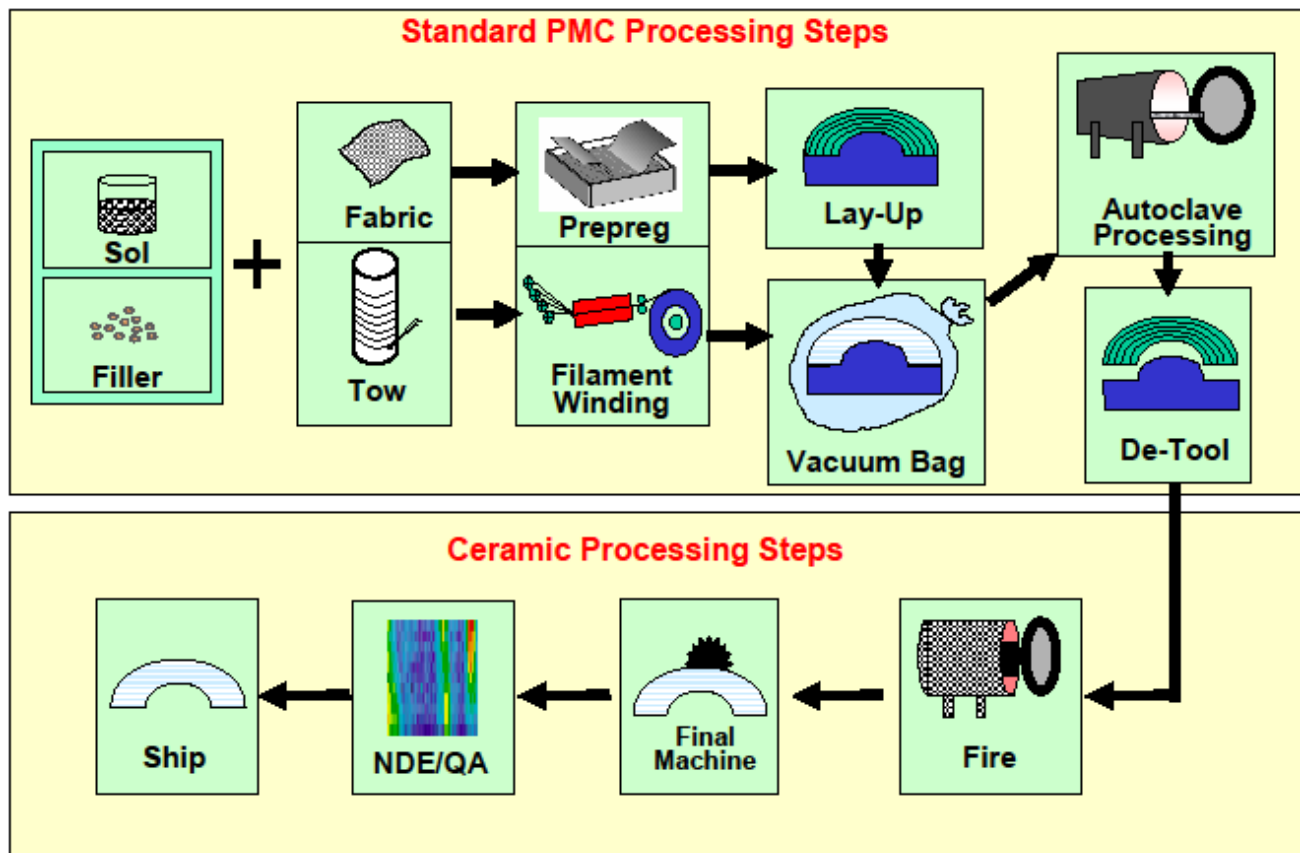 Standard PMC Processing Steps
Sol
Filler
+
Fabric
Tow
Prepreg
Filament
Winding
Lay-Up
Vacuum Bag
Autoclave
Processing
De-Tool
Ceramic Processing Steps
Ship
NDE/QA
Final
Machine
Fire